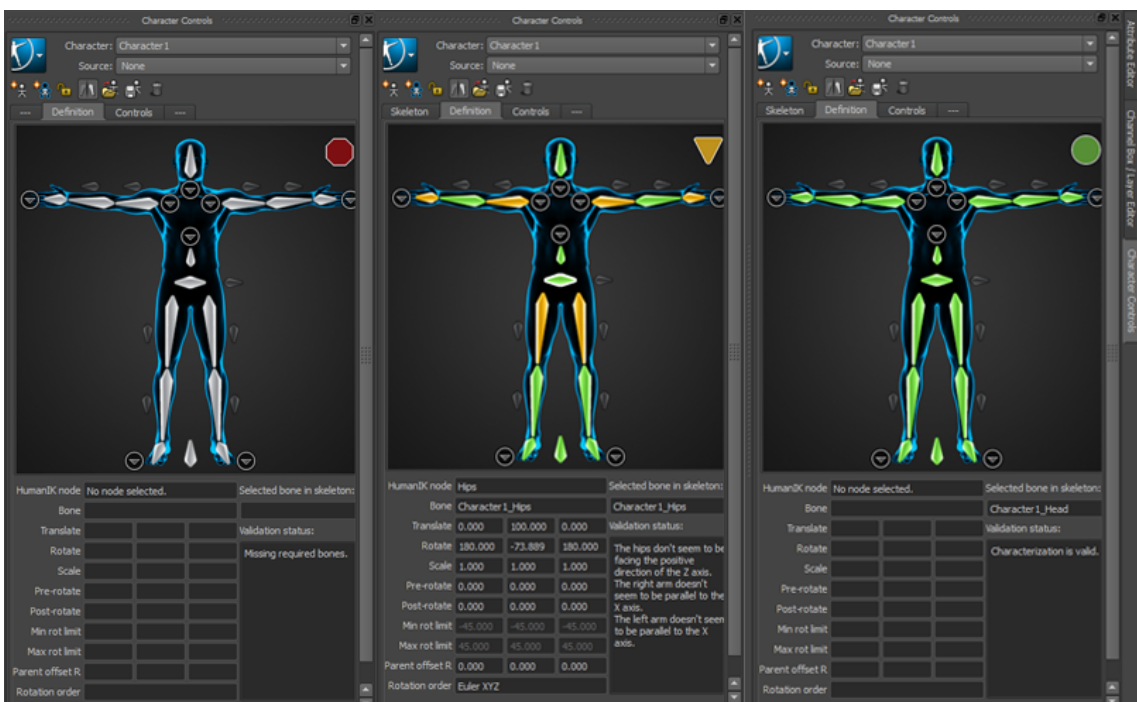 Character Controls
Character: Character1
Source: None
--- Definition Controls ---
HumanIK node No node selected. Selected bone in skeleton:
Bone
Translate Validation status:
Rotate Missing required bones.
Scale
Pre-rotate
Post-rotate
Min rot limit
Max rot limit
Parent offset R
Rotation order
Character Controls
Character: Character1
Source: None
Skeleton Definition Controls ---
HumanIK node Hips Selected bone in skeleton:
Bone Character1_Hips Character1_Hips
Translate 0.000 100.000 0.000 Validation status:
Rotate 180.000 -73.889 180.000
Scale 1.000 1.000 1.000
Pre-rotate 0.000 0.000 0.000
Post-rotate 0.000 0.000 0.000
Min rot limit -45.000 -45.000 -45.000
Max rot limit 45.000 45.000 45.000
Parent offset R 0.000 0.000 0.000
Rotation order Euler XYZ
The hips don't seem to be
facing the positive
direction of the Z axis.
The right arm doesn't
seem to be parallel to the
X axis.
The left arm doesn't seem
to be parallel to the X
axis.
Character Controls
Character: Character1
Source: None
Skeleton Definition Controls ---
HumanIK node No node selected. Selected bone in skeleton:
Bone Character1_Head
Translate Validation status:
Rotate Characterization is valid.
Scale
Pre-rotate
Post-rotate
Min rot limit
Max rot limit
Parent offset R
Rotation order
Attribute Editor
Channel Box / Layer Editor
Character Controls